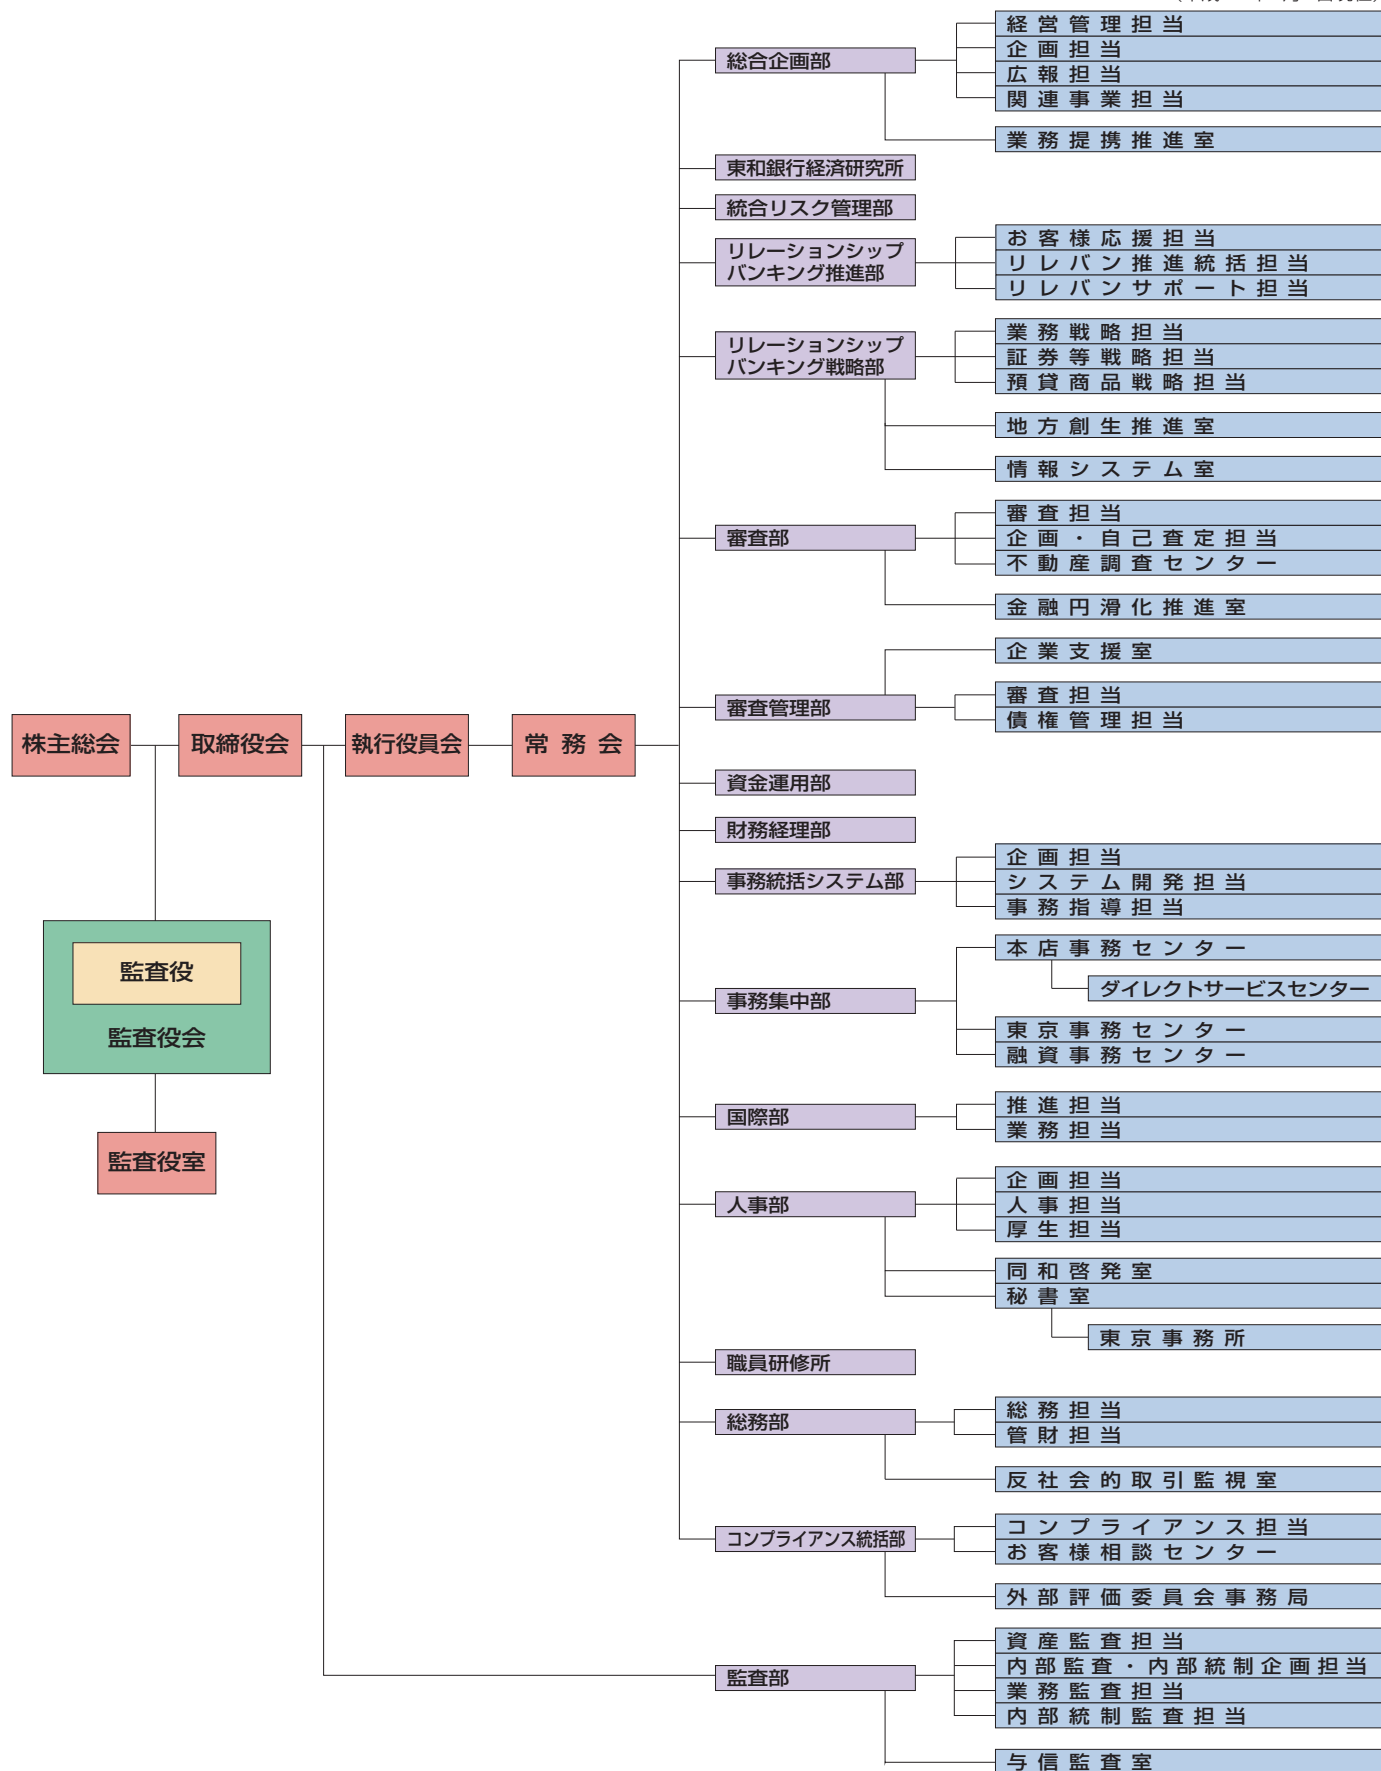 経営管理担当
企画担当
広報担当
関連事業担当
総合企画部
業務提携推進室
東和銀行経済研究所
統合リスク管理部
リレーションシップ
バンキング推進部
お客様応援担当
リレバン推進統括担当
リレバンサポート担当
リレーションシップ
バンキング戦略部
業務戦略担当
証券等戦略担当
預貸商品戦略担当
地方創生推進室
情報システム室
審査部
審査担当
企画・自己査定担当
不動産調査センター
金融円滑化推進室
企業支援室
審査管理部
審査担当
債権管理担当
株主総会
取締役会
執行役員会
常務会
資金運用部
財務経理部
事務統括システム部
企画担当
システム開発担当
事務指導担当
監査役
監査役会
監査役室
事務集中部
本店事務センター
ダイレクトサービスセンター
東京事務センター
融資事務センター
国際部
推進担当
業務担当
人事部
企画担当
人事担当
厚生担当
同和啓発室
秘書室
東京事務所
職員研修所
総務部
総務担当
管財担当
反社会的取引監視室
コンプライアンス統括部
コンプライアンス担当
お客様相談センター
外部評価委員会事務局
監査部
資産監査担当
内部監査・内部統制企画担当
業務監査担当
内部統制監査担当
与信監査室